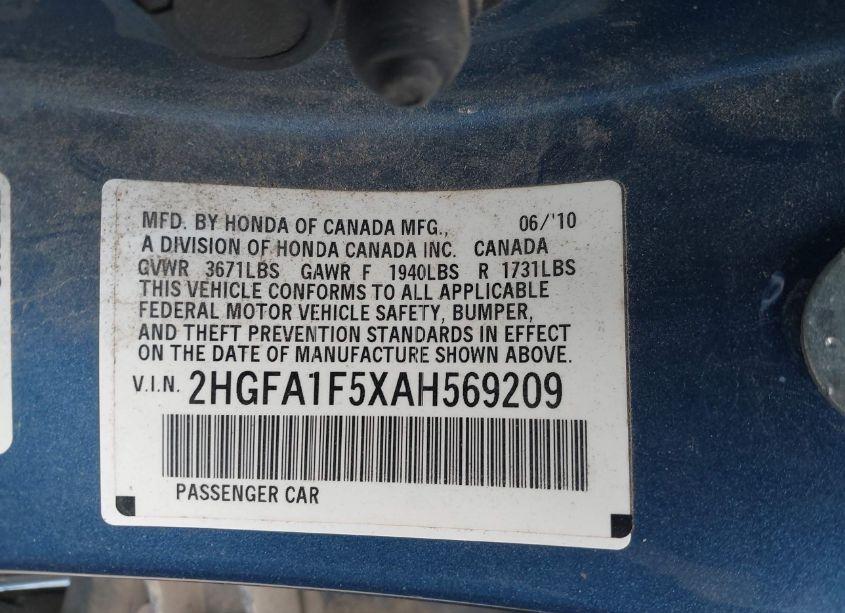 MFD. BY HONDA OF CANADA MFG., 06/'10
A DIVISION OF HONDA CANADA INC. CANADA
GVWR 3671LBS GAWR F 1940LBS R 1731LBS
THIS VEHICLE CONFORMS TO ALL APPLICABLE
FEDERAL MOTOR VEHICLE SAFETY, BUMPER,
AND THEFT PREVENTION STANDARDS IN EFFECT
ON THE DATE OF MANUFACTURE SHOWN ABOVE.
V.I.N. 2HGFA1F5XAH569209
PASSENGER CAR